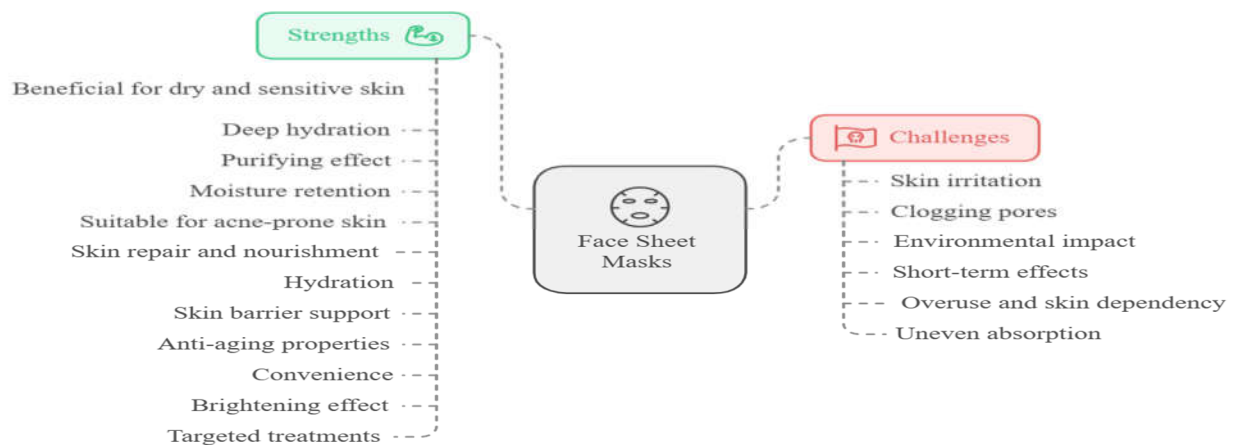 Strengths
Beneficial for dry and sensitive skin
Deep hydration
Purifying effect
Moisture retention
Suitable for acne-prone skin
Skin repair and nourishment
Hydration
Skin barrier support
Anti-aging properties
Convenience
Brightening effect
Targeted treatments
Face Sheet
Masks
Challenges
Skin irritation
Clogging pores
Environmental impact
Short-term effects
Overuse and skin dependency
Uneven absorption